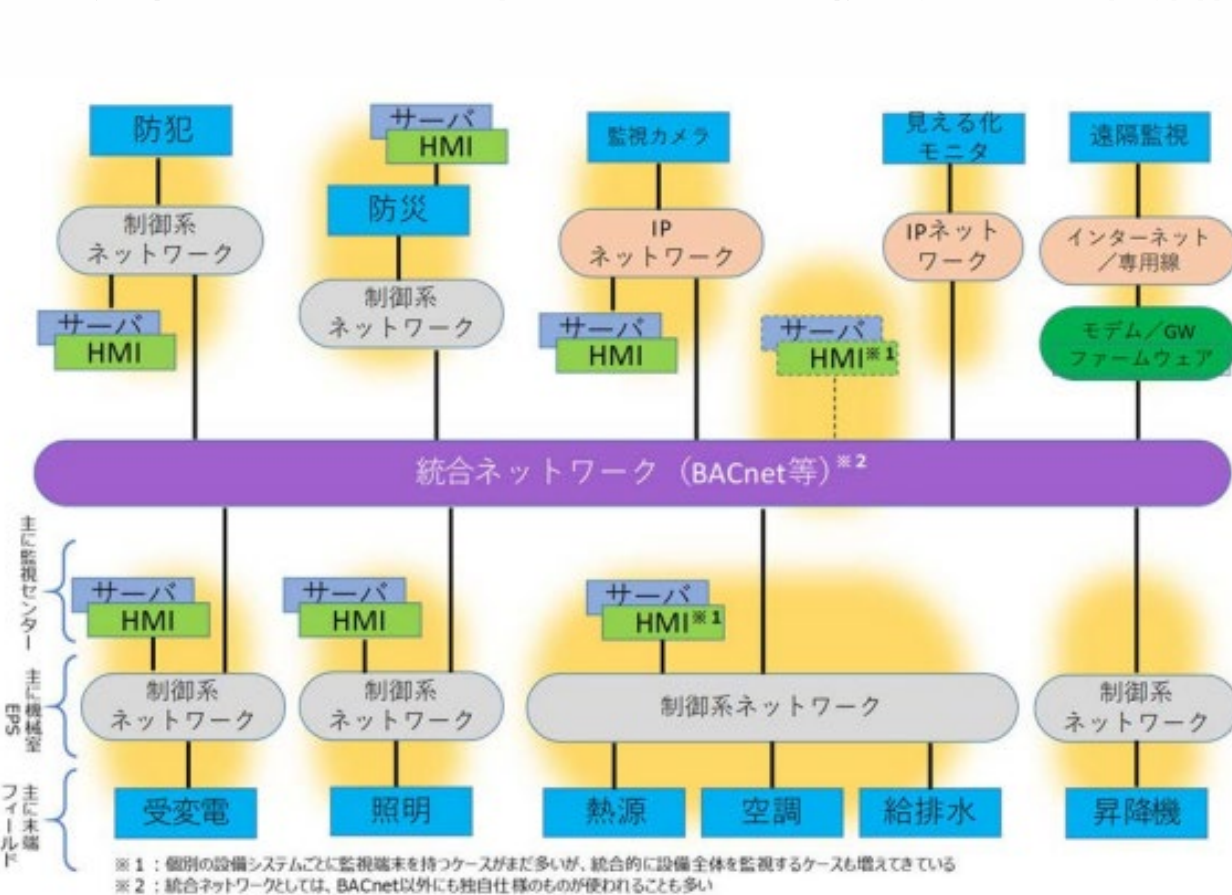 防犯
サーバ
HMI
監視カメラ
見える化
モニタ
遠隔監視
防災
制御系
ネットワーク
IP
ネットワーク
IPネット
ワーク
インターネット
/専用線
制御系
ネットワーク
サーバ
HMI
サーバ
HMI
サーバ
HMI※1
モデム/GW
ファームウェア
統合ネットワーク(BACnet等)※2
主に監視センター
サーバ
HMI
サーバ
HMI
サーバ
HMI※1
主に機械室
EPS
制御系
ネットワーク
制御系
ネットワーク
制御系ネットワーク
制御系
ネットワーク
主に末端
フィールド
受変電
照明
熱源
空調
給排水
昇降機
※1:個別の設備システムごとに監視端末を持つケースがまだ多いが、統合的に設備全体を監視するケースも増えてきている
※2:統合ネットワークとしては、BACnet以外にも独自仕様のものが使われることも多い